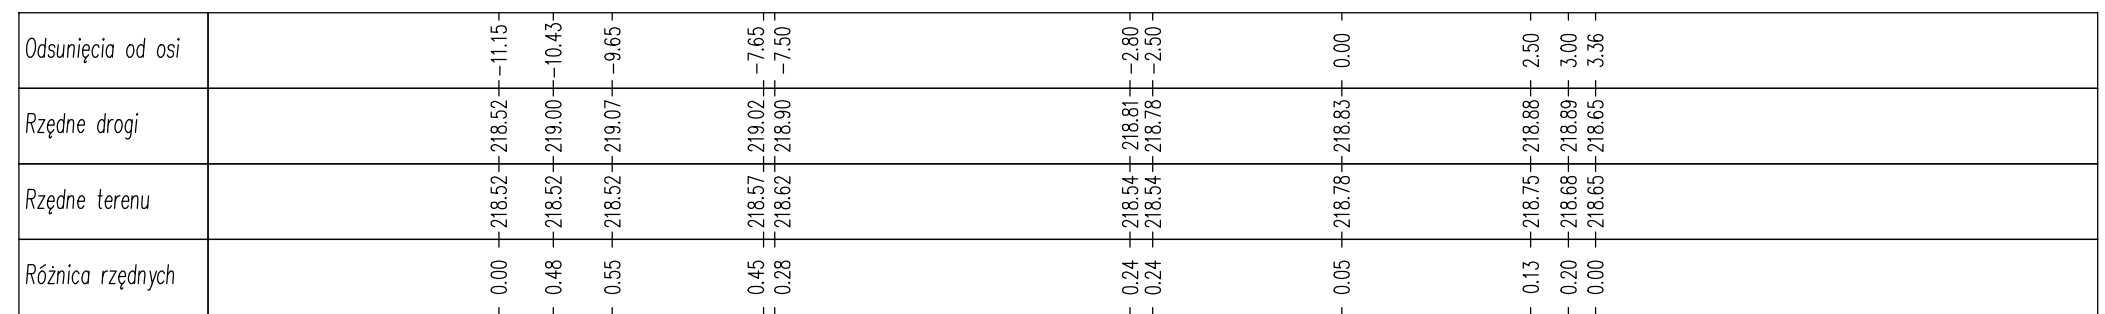 Odsunięcia od osi -11.15 -10.43 -9.65 -7.65 -7.50 -2.80 -2.50 0.00 2.50 3.00 3.36
Rzędne drogi 218.52 219.00 219.07 219.02 218.90 218.81 218.78 218.83 218.88 218.89 218.65
Rzędne terenu 218.52 218.52 218.52 218.57 218.62 218.54 218.54 218.78 218.75 218.68 218.65
Różnica rzędnych 0.00 0.48 0.55 0.45 0.28 0.24 0.24 0.05 0.13 0.20 0.00